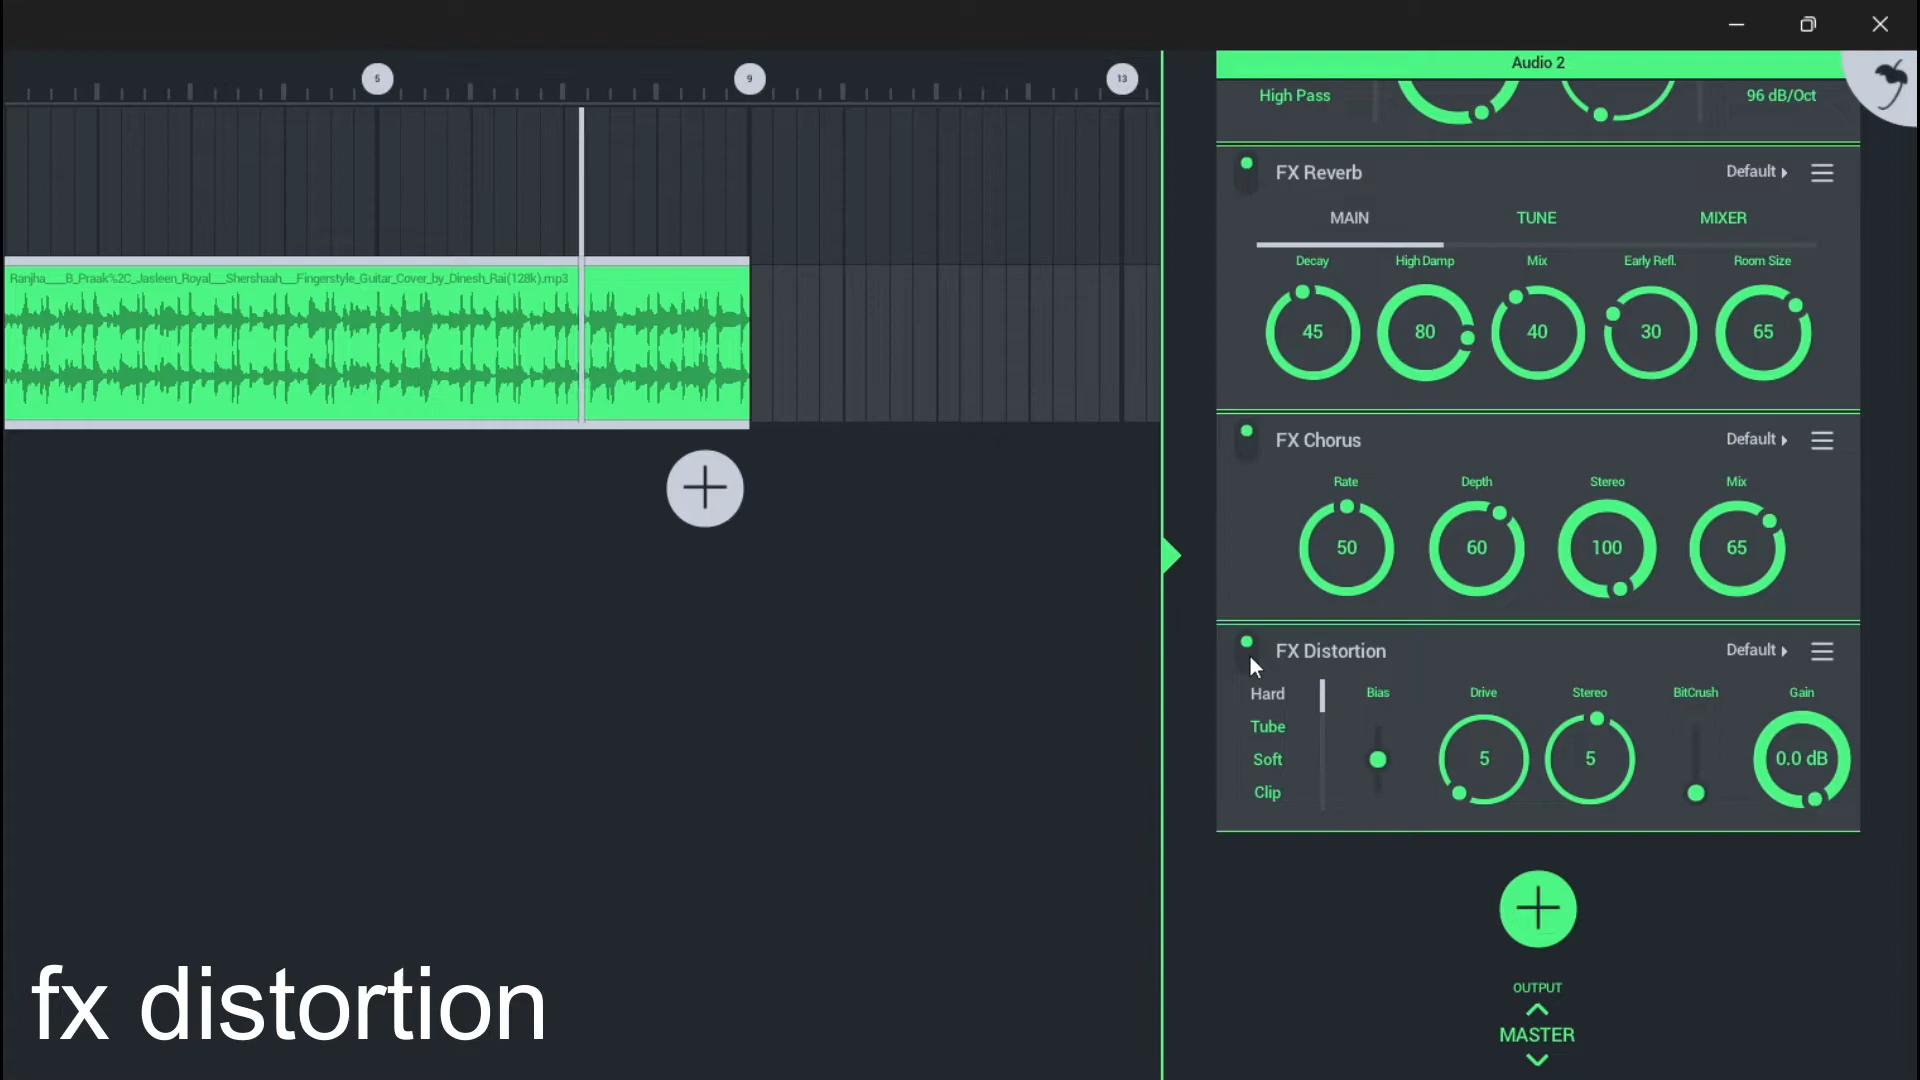 5 9 13
Audio 2
High Pass 96 dB/Oct
Ranjha___B_Praak%2C_Jasleen_Royal__Shershaah__Fingerstyle_Guitar_Cover_by_Dinesh_Rai(128k).mp3
FX Reverb Default
MAIN TUNE MIXER
Decay High Damp Mix Early Refl. Room Size
45 80 40 30 65
FX Chorus Default
Rate Depth Stereo Mix
50 60 100 65
FX Distortion Default
Hard Bias Drive Stereo BitCrush Gain
Tube
Soft 5 5 0.0 dB
Clip
fx distortion
OUTPUT
MASTER